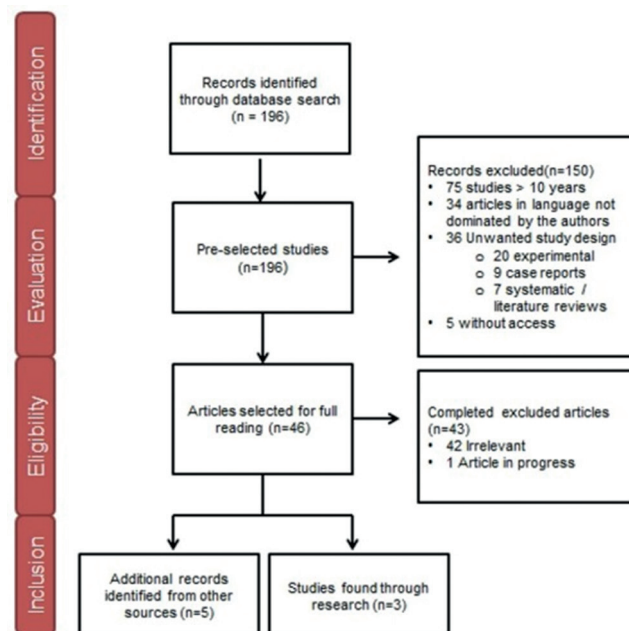 Identification
Records identified
through database search
(n = 196)
Evaluation
Pre-selected studies
(n=196)
Records excluded(n=150)
• 75 studies > 10 years
• 34 articles in language not
dominated by the authors
• 36 Unwanted study design
o 20 experimental
o 9 case reports
o 7 systematic /
literature reviews
• 5 without access
Eligibility
Articles selected for full
reading (n=46)
Completed excluded articles
(n=43)
• 42 Irrelevant
• 1 Article in progress
Inclusion
Additional records
identified from other
sources (n=5)
Studies found through
research (n=3)